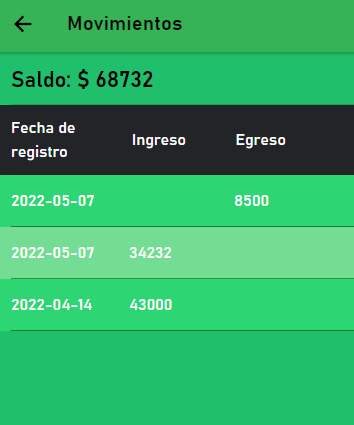 Movimientos
Saldo: $ 68732
Fecha de registro Ingreso Egreso
2022-05-07 8500
2022-05-07 34232
2022-04-14 43000